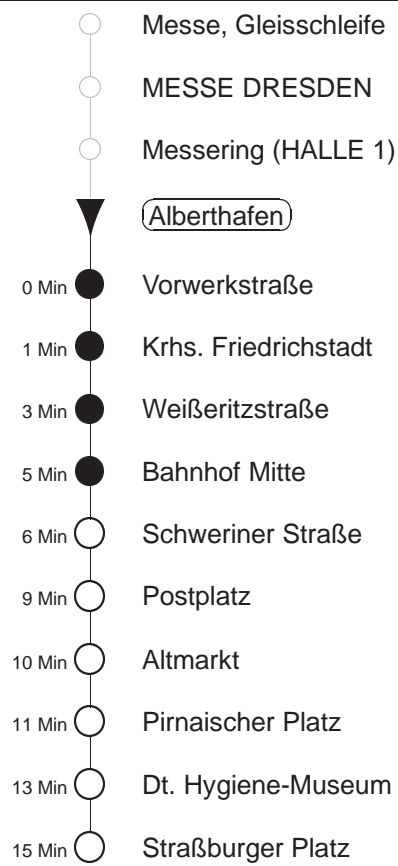 Messe, Gleisschleife
MESSE DRESDEN
Messering (HALLE 1)
Alberthafen
0 Min Vorwerkstraße
1 Min Krhs. Friedrichstadt
3 Min Weißeritzstraße
5 Min Bahnhof Mitte
6 Min Schweriner Straße
9 Min Postplatz
10 Min Altmarkt
11 Min Pirnaischer Platz
13 Min Dt. Hygiene-Museum
15 Min Straßburger Platz